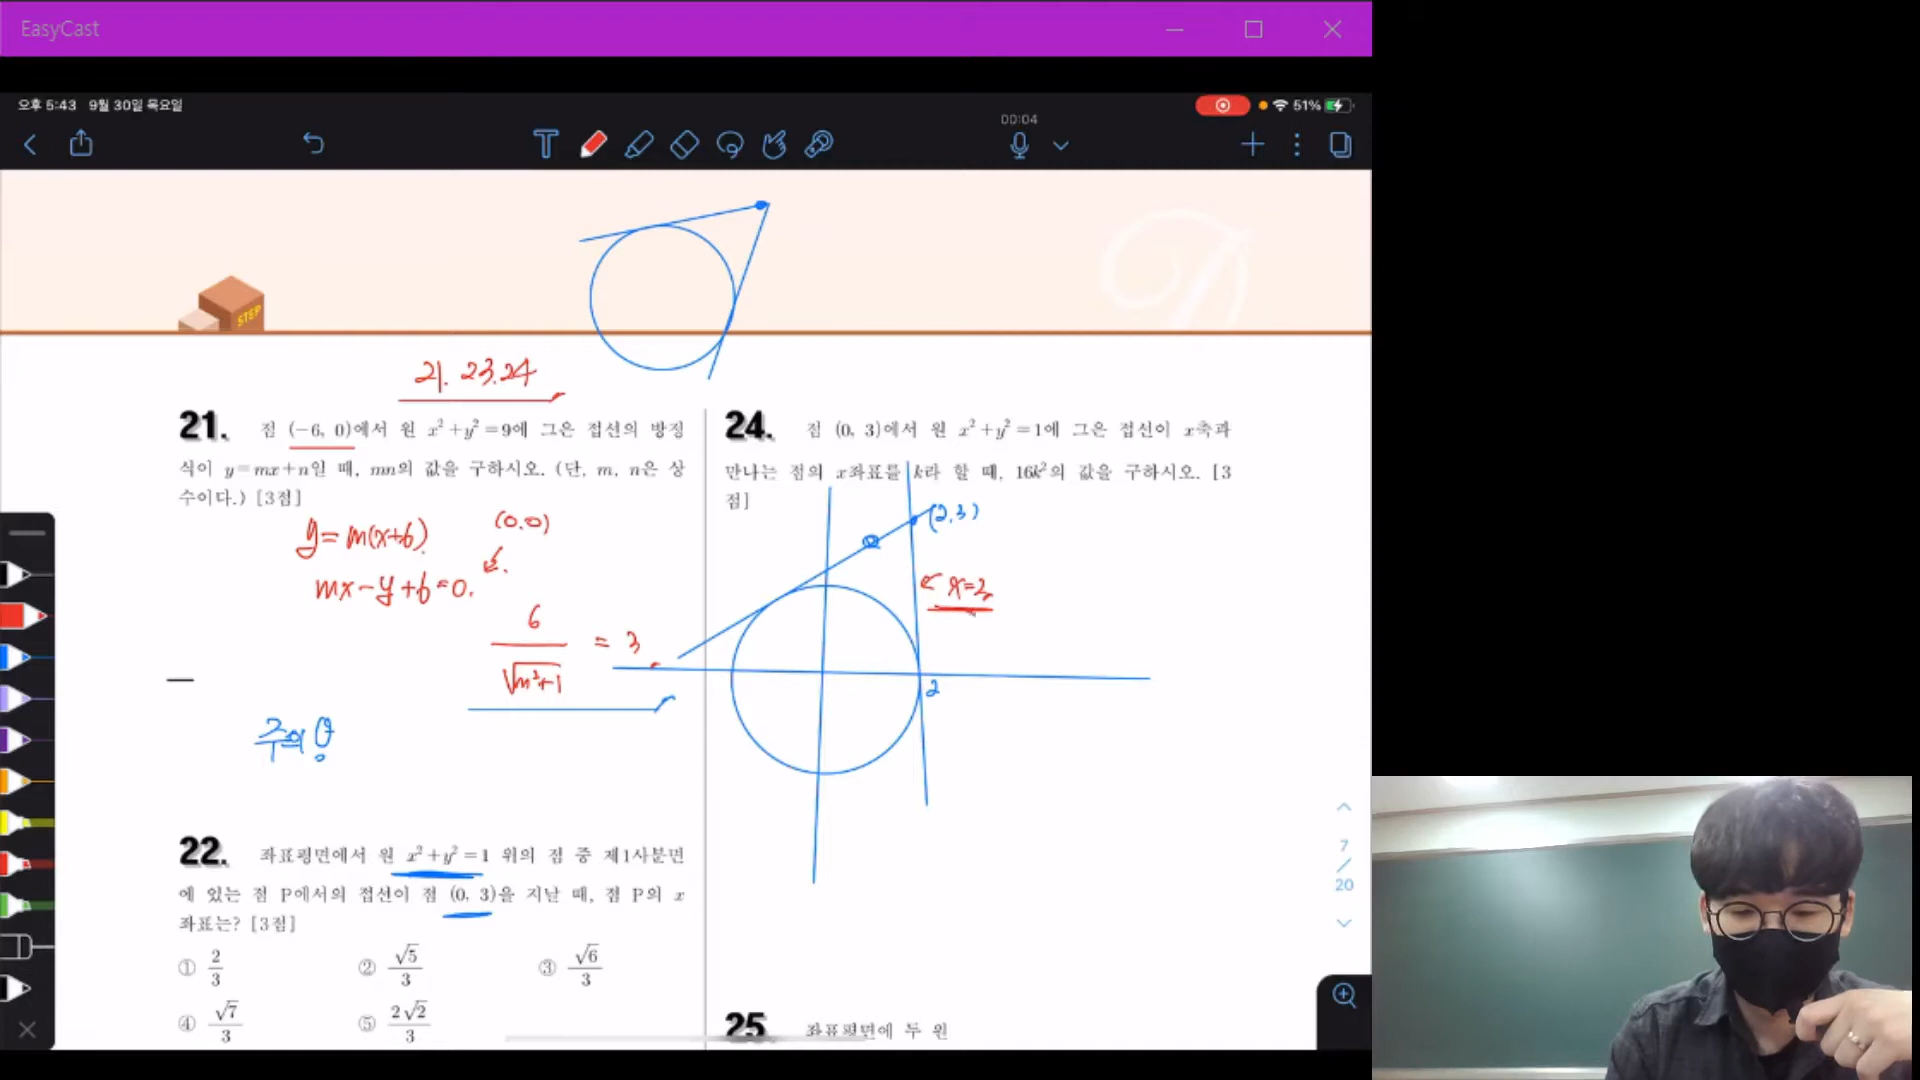 EasyCast
오후 5:43 9월 30일 목요일
51%
00:04
STEP
D
21. 23. 24
21. 점 (-6, 0)에서 원 x²+y²=9에 그은 접선의 방정
식이 y=mx+n일 때, mn의 값을 구하시오. (단, m, n은 상
수이다.) [3점]
y=m(x+6).
(0.0)
mx-y+6=0.
6/√m²+1 = 3.
주의!
22. 좌표평면에서 원 x²+y²=1 위의 점 중 제1사분면
에 있는 점 P에서의 접선이 점 (0, 3)을 지날 때, 점 P의 x
좌표는? [3점]
① 2/3 ② √5/3 ③ √6/3
④ √7/3 ⑤ 2√2/3
24. 점 (0, 3)에서 원 x²+y²=1에 그은 접선이 x축과
만나는 점의 x좌표를 k라 할 때, 16k²의 값을 구하시오. [3
점]
(2,3)
x=2
2
25 좌표평면에 두 원
7
/
20